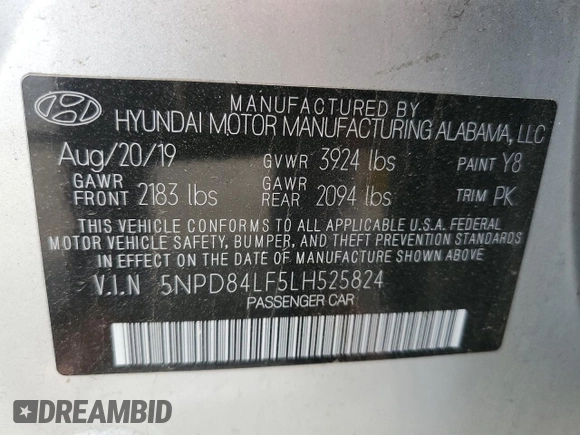 MANUFACTURED BY
HYUNDAI MOTOR MANUFACTURING ALABAMA, LLC
Aug/20/19 GVWR 3924 lbs PAINT Y8
GAWR FRONT 2183 lbs GAWR REAR 2094 lbs TRIM PK
THIS VEHICLE CONFORMS TO ALL APPLICABLE U.S.A. FEDERAL
MOTOR VEHICLE SAFETY, BUMPER, AND THEFT PREVENTION STANDARDS
IN EFFECT ON THE DATE OF MANUFACTURE SHOWN ABOVE.
V.I.N 5NPD84LF5LH525824
PASSENGER CAR
DREAMBID